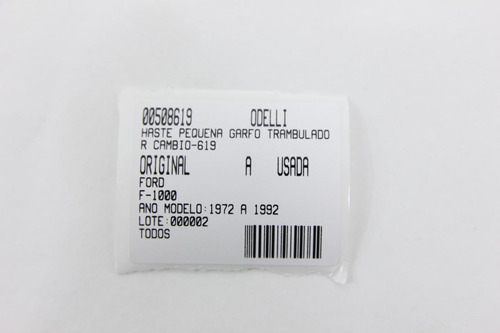 00508619 ODELLI
HASTE PEQUENA GARFO TRAMBULADO
R CAMBIO-619
ORIGINAL A USADA
FORD
F-1000
ANO MODELO:1972 A 1992
LOTE:000002
TODOS